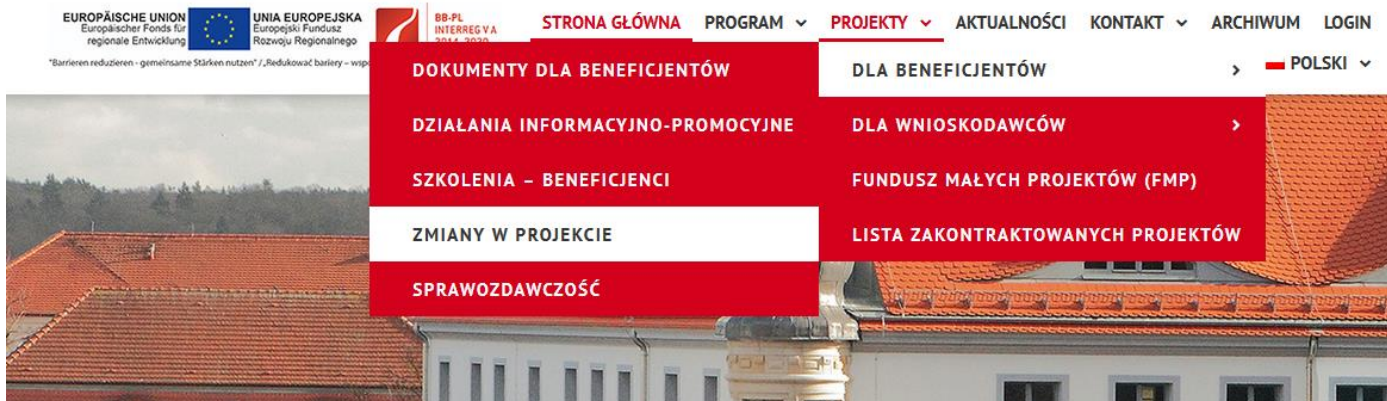 EUROPÄISCHE UNION
Europäischer Fonds für
regionale Entwicklung
UNIA EUROPEJSKA
Europejski Fundusz
Rozwoju Regionalnego
BB-PL
INTERREG V A
2014-2020
"Barrieren reduzieren - gemeinsame Stärken nutzen" / „Redukować bariery –
STRONA GŁÓWNA PROGRAM PROJEKTY AKTUALNOŚCI KONTAKT ARCHIWUM LOGIN
POLSKI
DOKUMENTY DLA BENEFICJENTÓW
DZIAŁANIA INFORMACYJNO-PROMOCYJNE
SZKOLENIA – BENEFICJENCI
ZMIANY W PROJEKCIE
SPRAWOZDAWCZOŚĆ
DLA BENEFICJENTÓW
DLA WNIOSKODAWCÓW
FUNDUSZ MAŁYCH PROJEKTÓW (FMP)
LISTA ZAKONTRAKTOWANYCH PROJEKTÓW